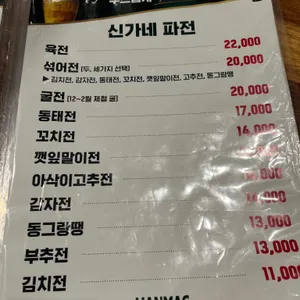 신가네 파전
육전 22,000
섞어전 (두, 세가지 선택) 20,000
▶ 김치전, 감자전, 동태전, 꼬치전, 깻잎말이전, 고추전, 동그랑땡
굴전 (12~2월 제철 굴) 20,000
동태전 17,000
꼬치전 14,000
깻잎말이전
아삭이고추전
감자전
동그랑땡 13,000
부추전 13,000
김치전 11,000
HANMAC